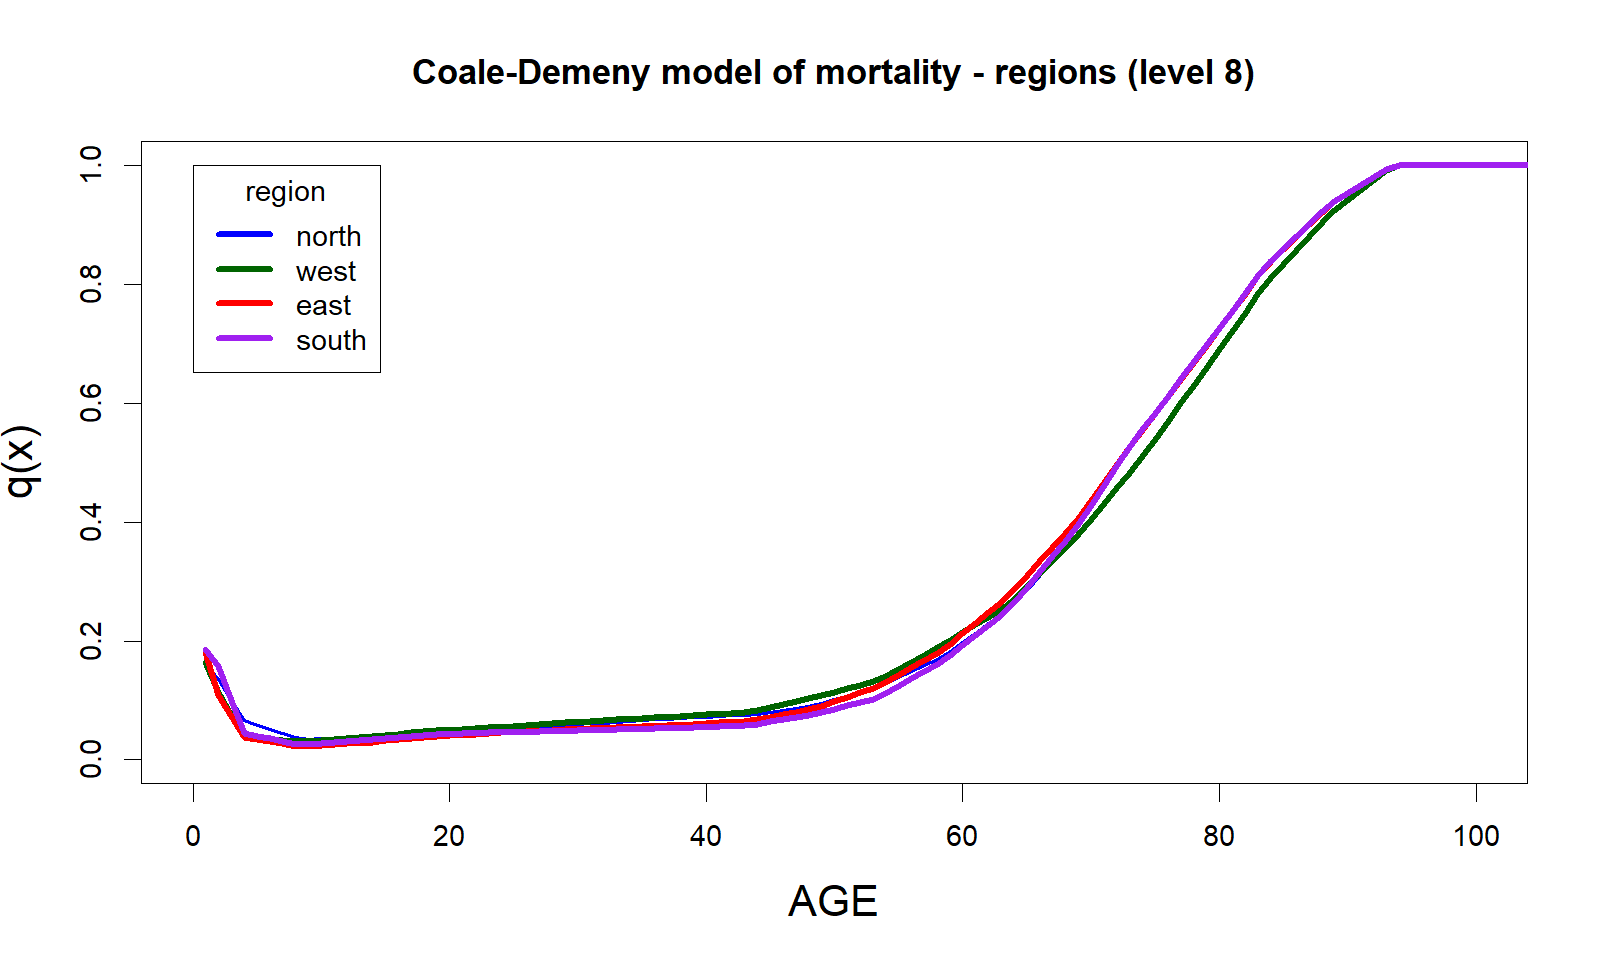 Coale-Demeny model of mortality - regions (level 8)
1.0
0.8
0.6
0.4
0.2
0.0
q(x)
region
north
west
east
south
0 20 40 60 80 100
AGE